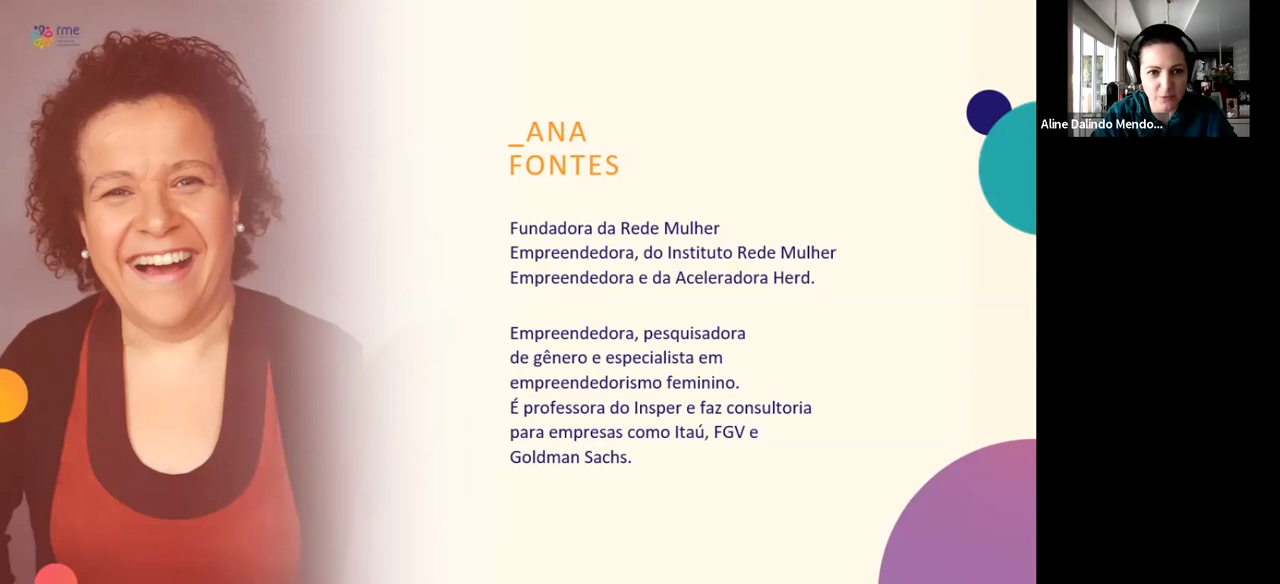 rme
_ANA
FONTES
Fundadora da Rede Mulher
Empreendedora, do Instituto Rede Mulher
Empreendedora e da Aceleradora Herd.
Empreendedora, pesquisadora
de gênero e especialista em
empreendedorismo feminino.
É professora do Insper e faz consultoria
para empresas como Itaú, FGV e
Goldman Sachs.
Aline Dalindo Mendo...